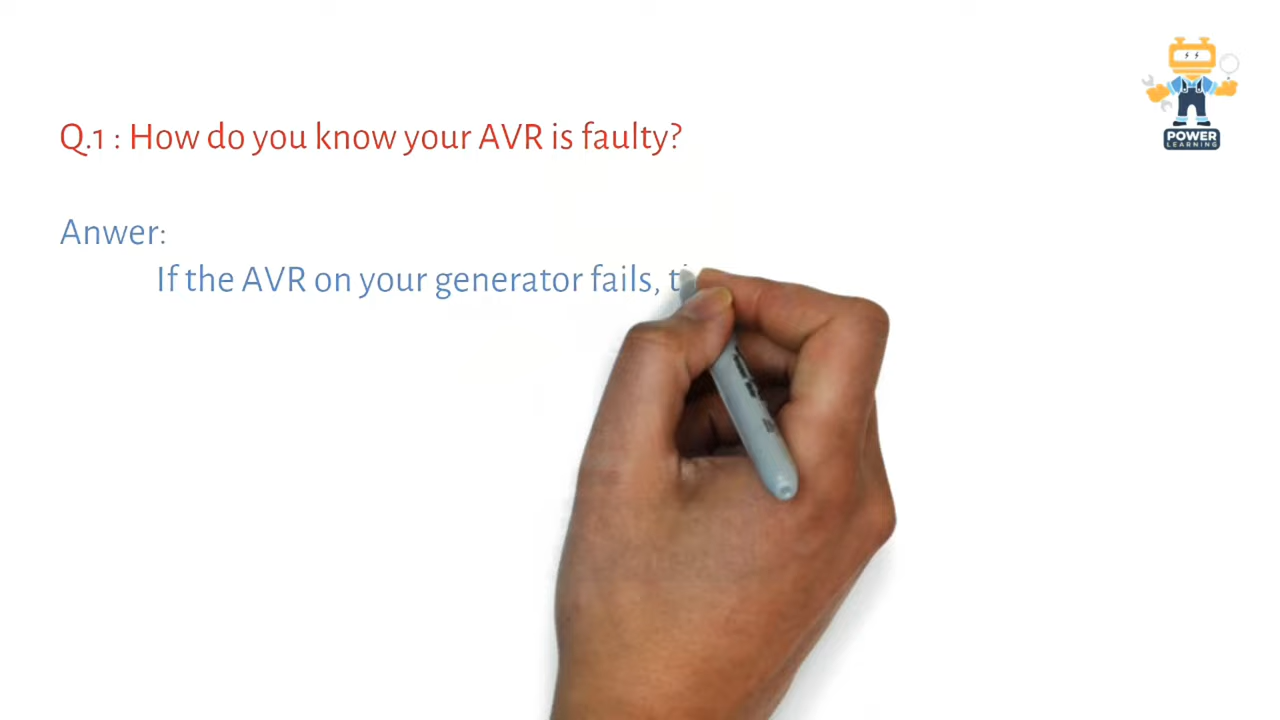 Q.1 : How do you know your AVR is faulty?
Anwer:
If the AVR on your generator fails,
POWER
LEARNING